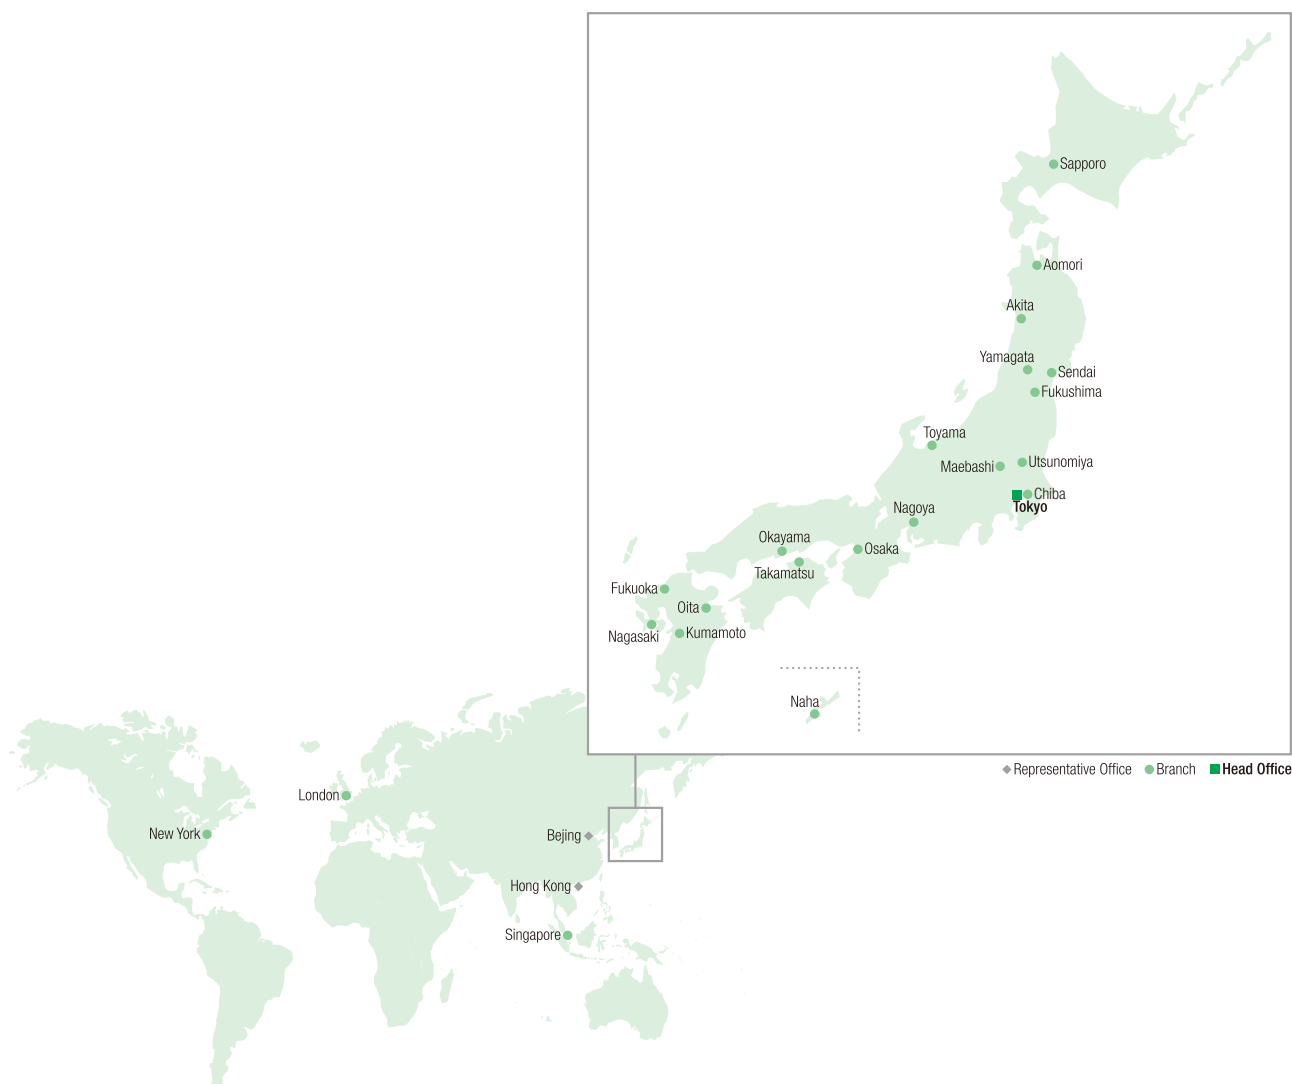 Sapporo
Aomori
Akita
Yamagata
Sendai
Fukushima
Toyama
Maebashi
Utsunomiya
Chiba
Tokyo
Nagoya
Okayama
Osaka
Takamatsu
Fukuoka
Oita
Nagasaki
Kumamoto
Naha
Representative Office
Branch
Head Office
London
New York
Bejing
Hong Kong
Singapore